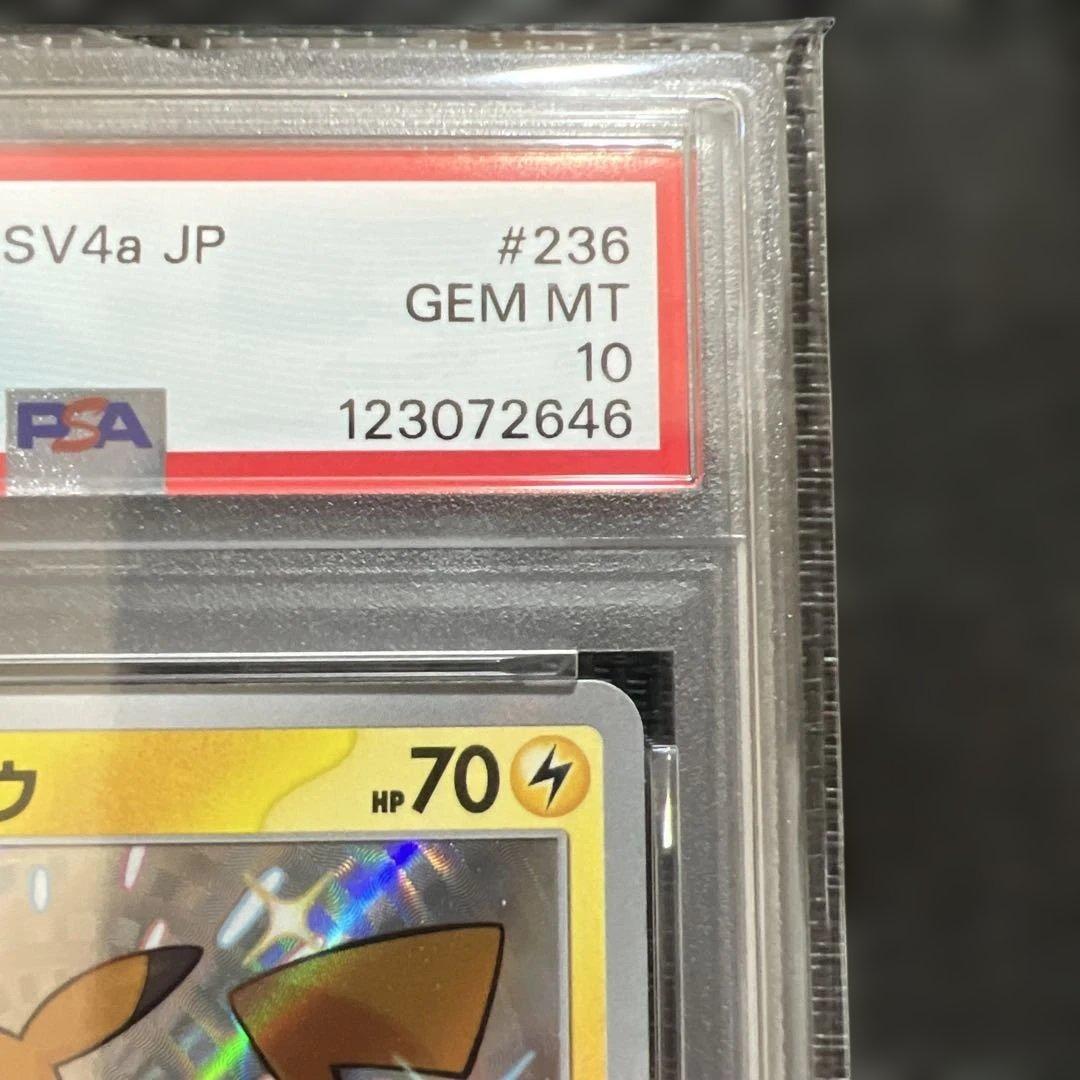 SV4a JP #236
GEM MT
10
PSA 123072646
ウ HP70